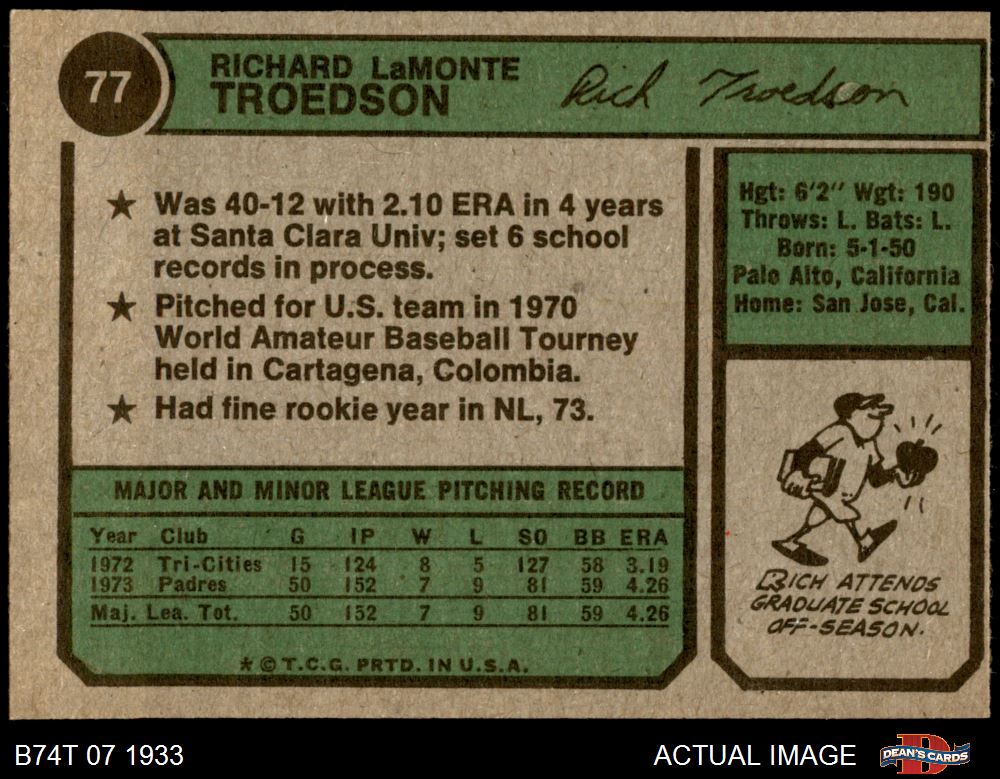 77
RICHARD LaMONTE
TROEDSON
Rich Troedson
★ Was 40-12 with 2.10 ERA in 4 years
at Santa Clara Univ; set 6 school
records in process.
★ Pitched for U.S. team in 1970
World Amateur Baseball Tourney
held in Cartagena, Colombia.
★ Had fine rookie year in NL, 73.
Hgt: 6'2" Wgt: 190
Throws: L. Bats: L.
Born: 5-1-50
Palo Alto, California
Home: San Jose, Cal.
MAJOR AND MINOR LEAGUE PITCHING RECORD
Year Club G IP W L SO BB ERA
1972 Tri-Cities 15 124 8 5 127 58 3.19
1973 Padres 50 152 7 9 81 59 4.26
Maj. Lea. Tot. 50 152 7 9 81 59 4.26
* © T.C.G. PRTD. IN U.S.A.
RICH ATTENDS
GRADUATE SCHOOL
OFF-SEASON.
B74T 07 1933
ACTUAL IMAGE
D
DEAN'S CARDS